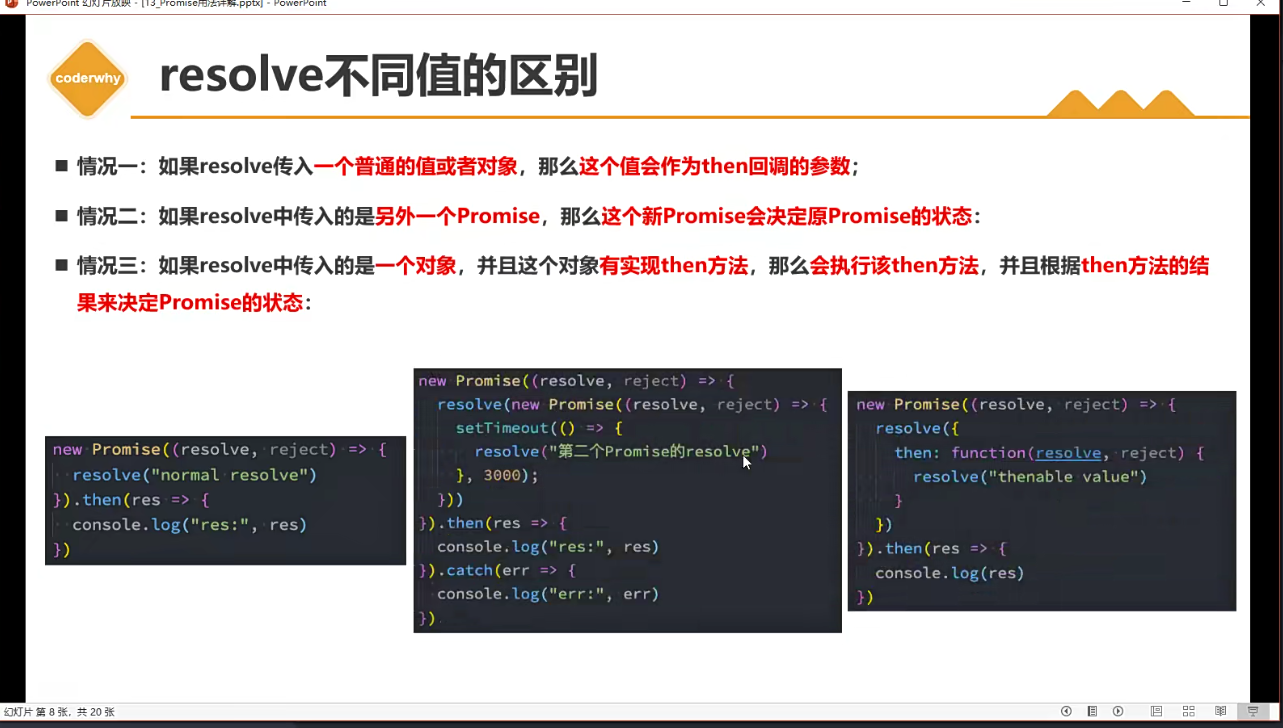 PowerPoint 幻灯片放映 - [13_Promise用法详解.pptx] - PowerPoint
coderwhy
resolve不同值的区别
■ 情况一：如果resolve传入一个普通的值或者对象，那么这个值会作为then回调的参数；
■ 情况二：如果resolve中传入的是另外一个Promise，那么这个新Promise会决定原Promise的状态：
■ 情况三：如果resolve中传入的是一个对象，并且这个对象有实现then方法，那么会执行该then方法，并且根据then方法的结
果来决定Promise的状态：
new Promise((resolve, reject) => {
resolve("normal resolve")
}).then(res => {
console.log("res:", res)
})
new Promise((resolve, reject) => {
resolve(new Promise((resolve, reject) => {
setTimeout(() => {
resolve("第二个Promise的resolve")
}, 3000);
}))
}).then(res => {
console.log("res:", res)
}).catch(err => {
console.log("err:", err)
})
new Promise((resolve, reject) => {
resolve({
then: function(resolve, reject) {
resolve("thenable value")
}
})
}).then(res => {
console.log(res)
})
幻灯片 第 8 张，共 20 张